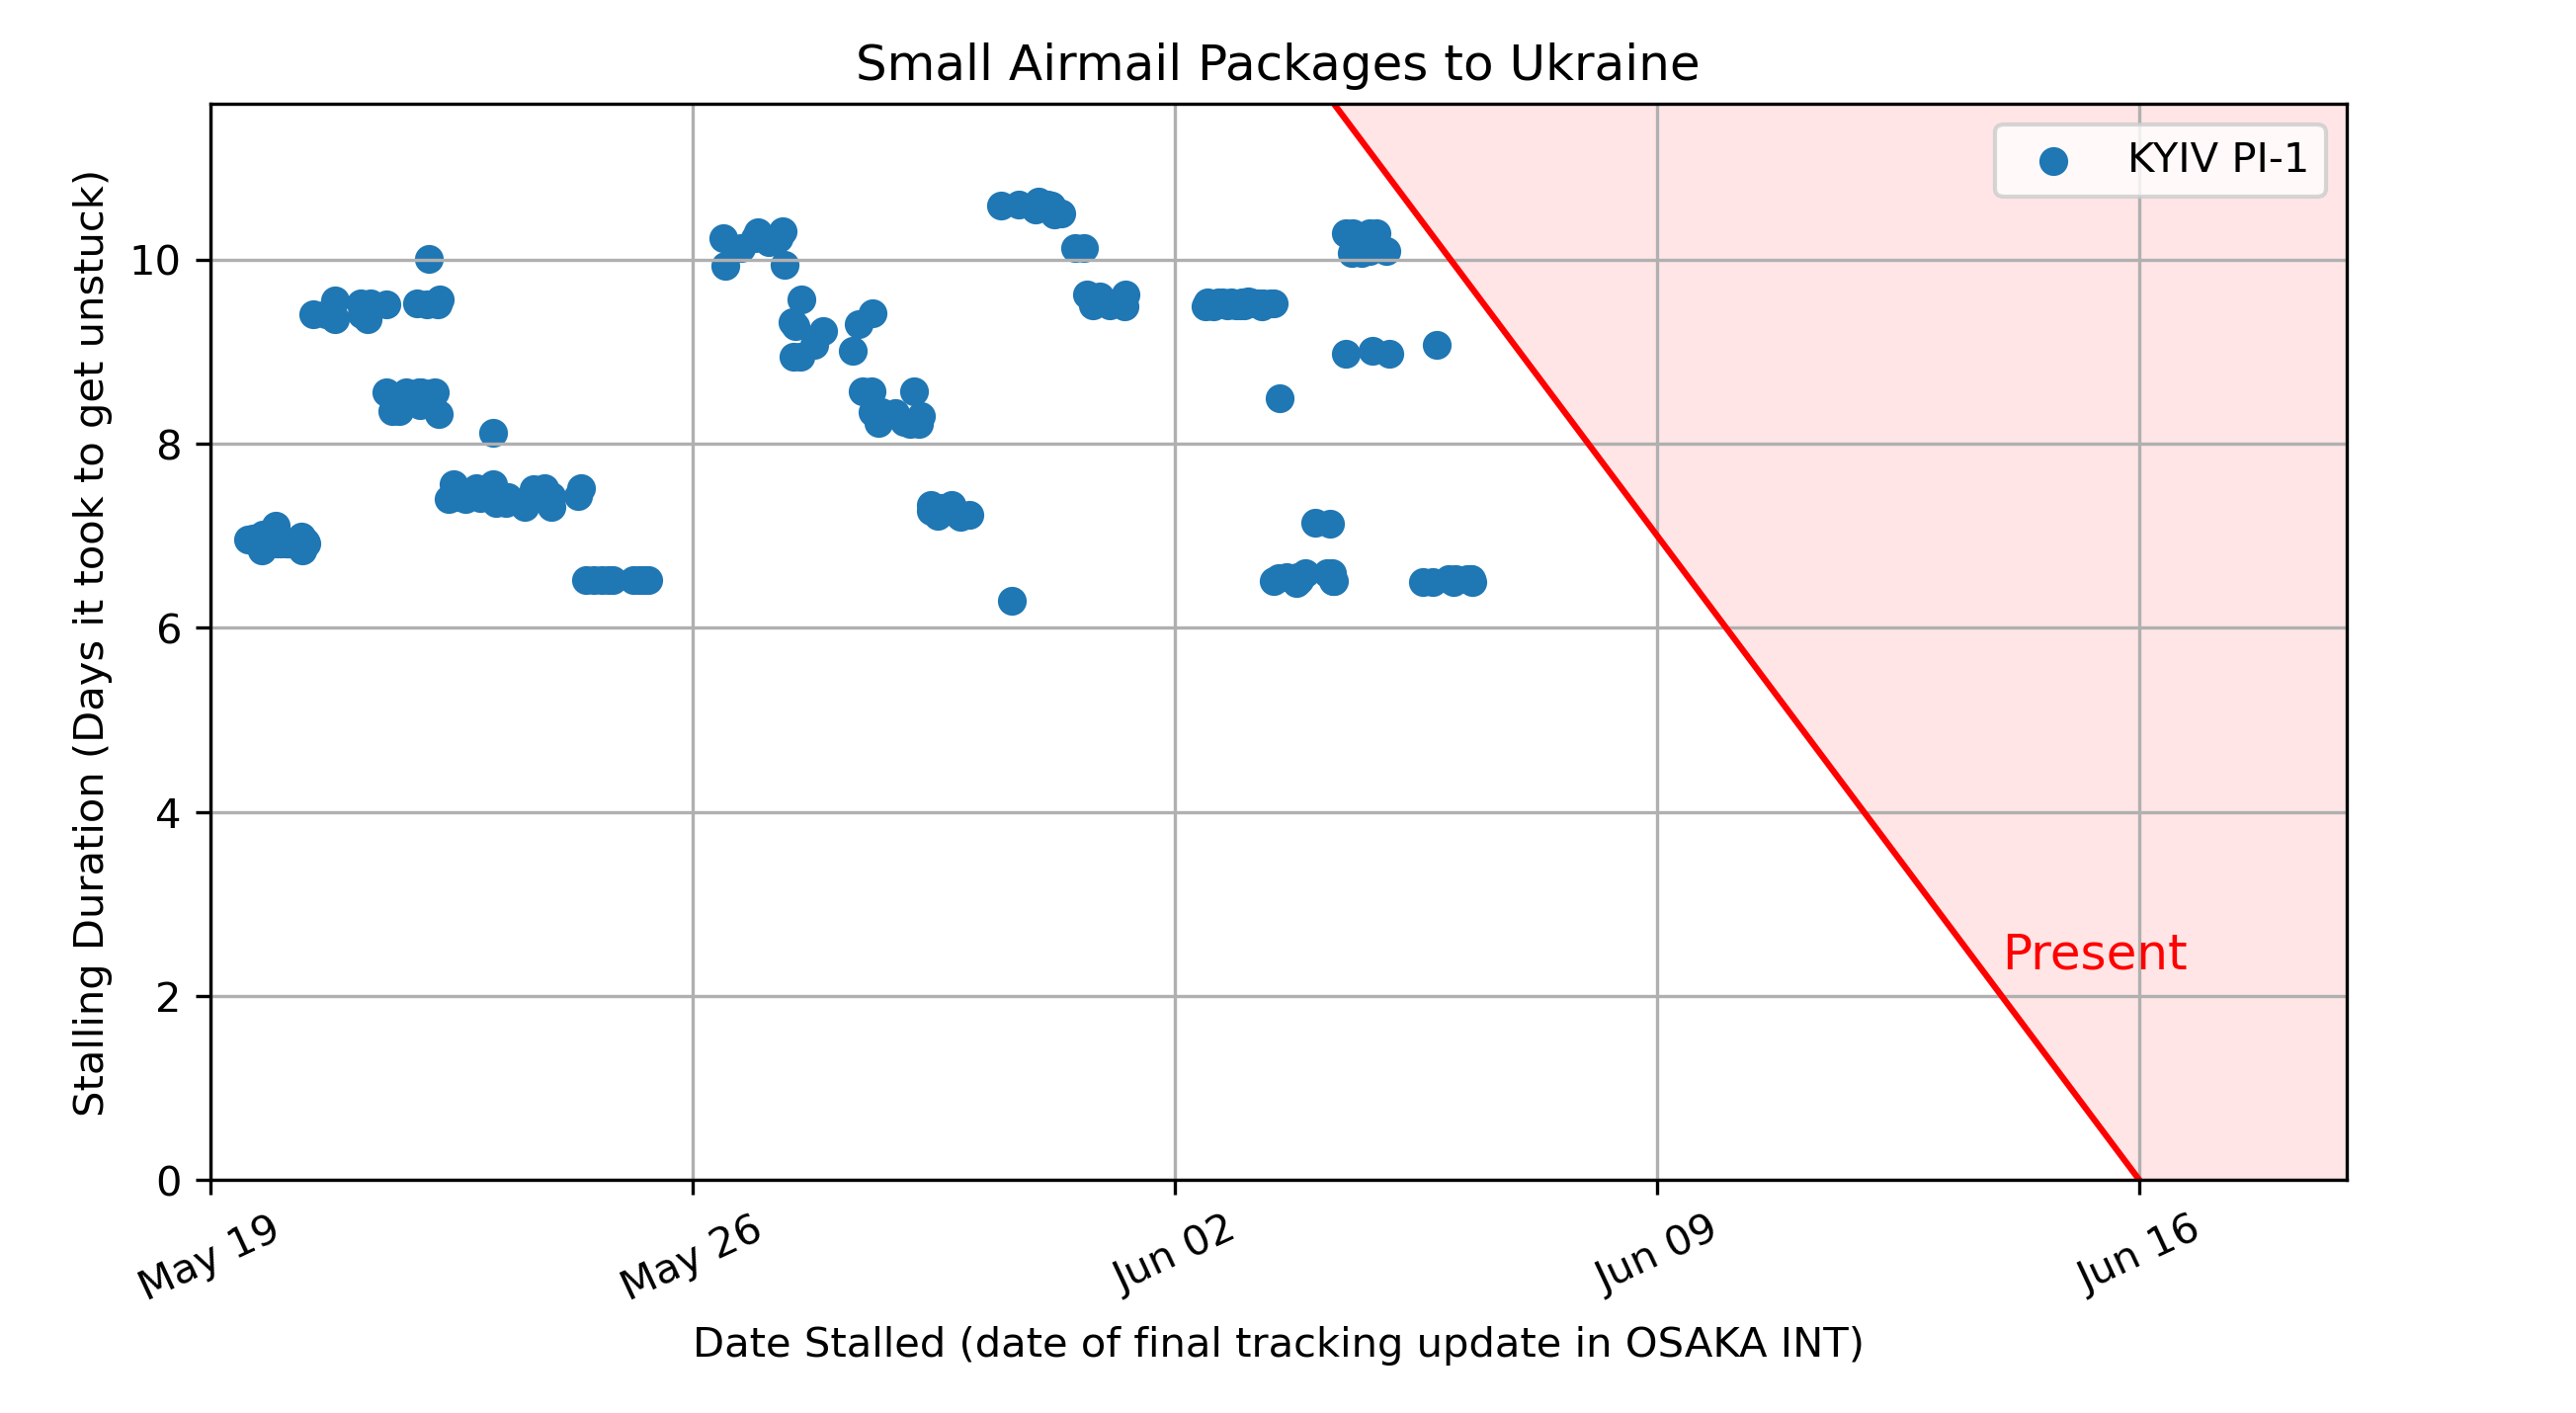 Small Airmail Packages to Ukraine
KYIV PI-1
Stalling Duration (Days it took to get unstuck)
10
8
6
4
2
0
Present
May 19
May 26
Jun 02
Jun 09
Jun 16
Date Stalled (date of final tracking update in OSAKA INT)